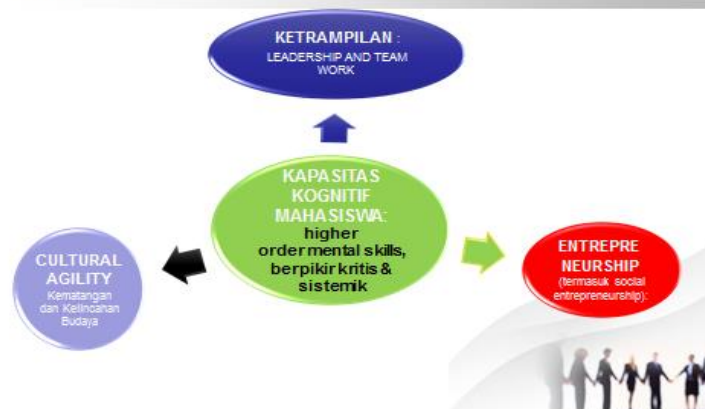 KETRAMPILAN :
LEADERSHIP AND TEAM
WORK
KAPASITAS
KOGNITIF
MAHASISWA:
higher
order mental skills,
berpikir kritis &
sistemik
CULTURAL
AGILITY
Kematangan
dan Kelincahan
Budaya
ENTREPRE
NEURSHIP
(termasuk social
entrepreneurship):